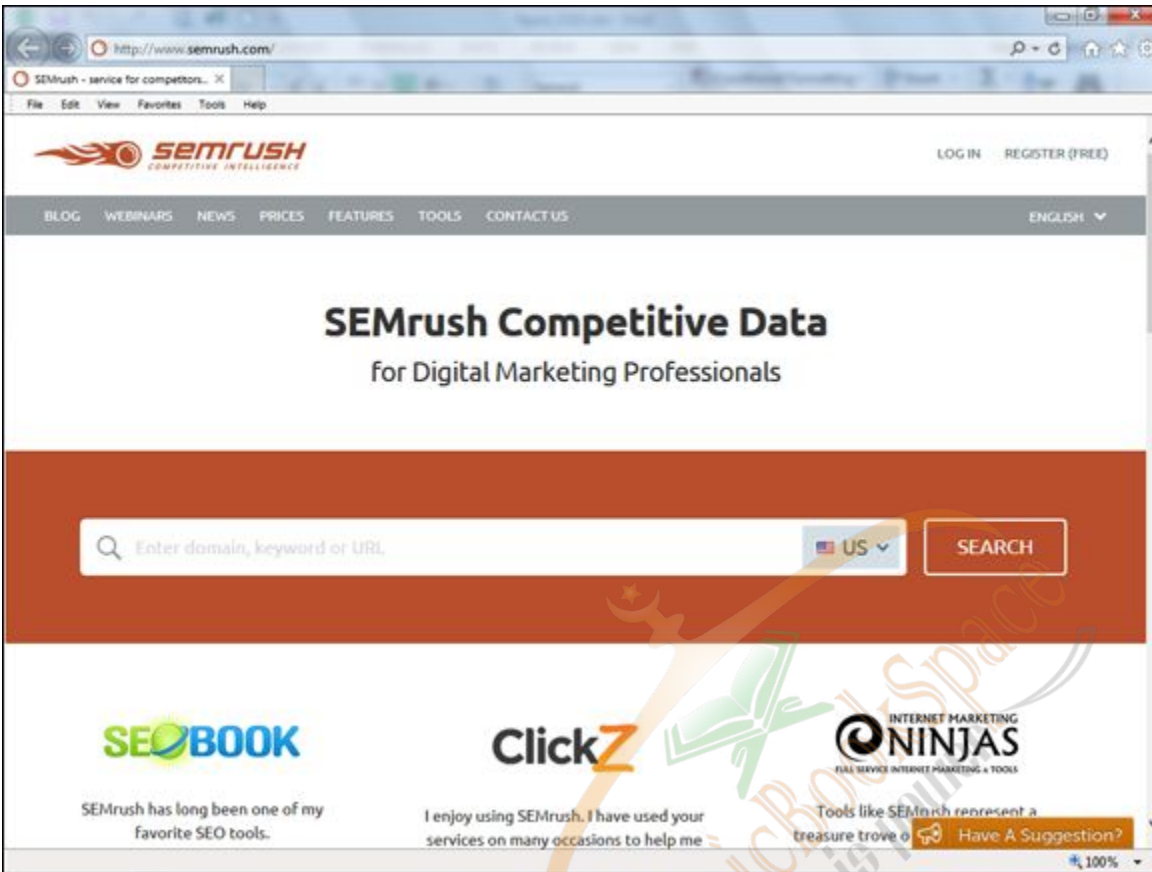 http://www.semrush.com/
SEMrush - service for competitors...
File Edit View Favorites Tools Help
semrush
COMPETITIVE INTELLIGENCE
LOG IN REGISTER (FREE)
BLOG WEBINARS NEWS PRICES FEATURES TOOLS CONTACT US ENGLISH
SEMrush Competitive Data
for Digital Marketing Professionals
Enter domain, keyword or URL
US
SEARCH
SEOBOOK
ClickZ
INTERNET MARKETING
NINJAS
FULL SERVICE INTERNET MARKETING & TOOLS
SEMrush has long been one of my
favorite SEO tools.
I enjoy using SEMrush. I have used your
services on many occasions to help me
Tools like SEMrush represent a
treasure trove o
Have A Suggestion?
100%